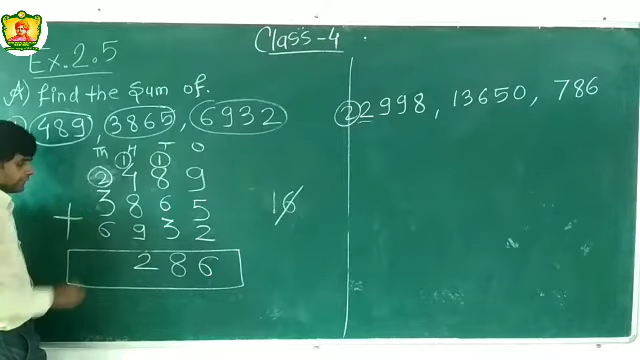 Class-4
Ex.2.5
A) find the sum of.
489, 3865, 6932
Th H T O
2 1 1
4 8 9
3 8 6 5
+ 6 9 3 2
2 8 6
16
2 2998, 13650, 786